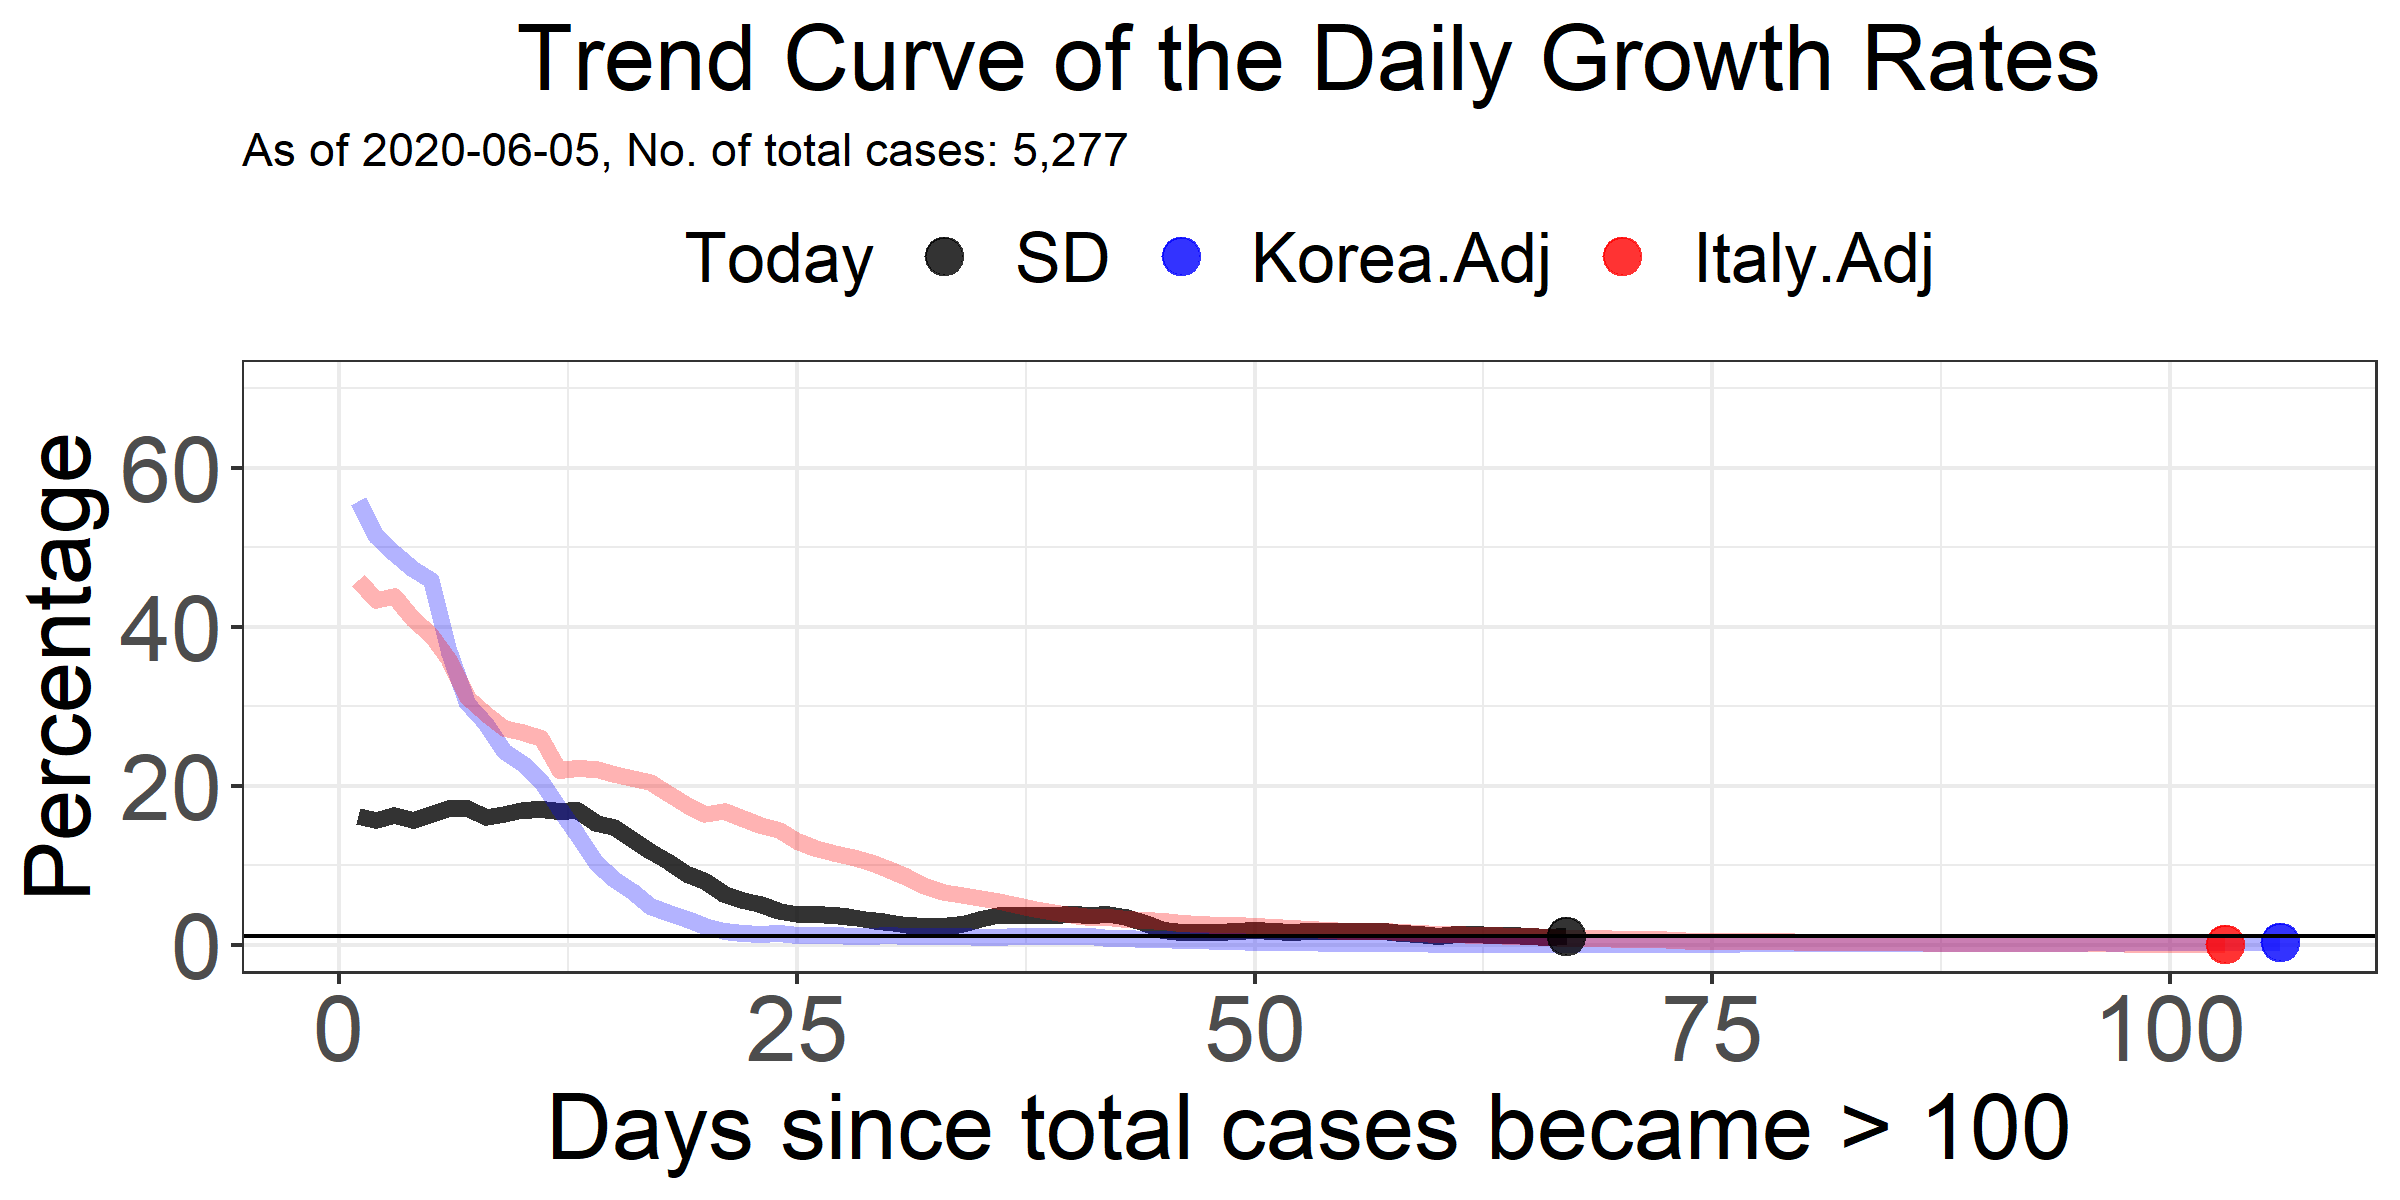 Trend Curve of the Daily Growth Rates
As of 2020-06-05, No. of total cases: 5,277
Today SD Korea.Adj Italy.Adj
Percentage
60
40
20
0
0 25 50 75 100
Days since total cases became > 100